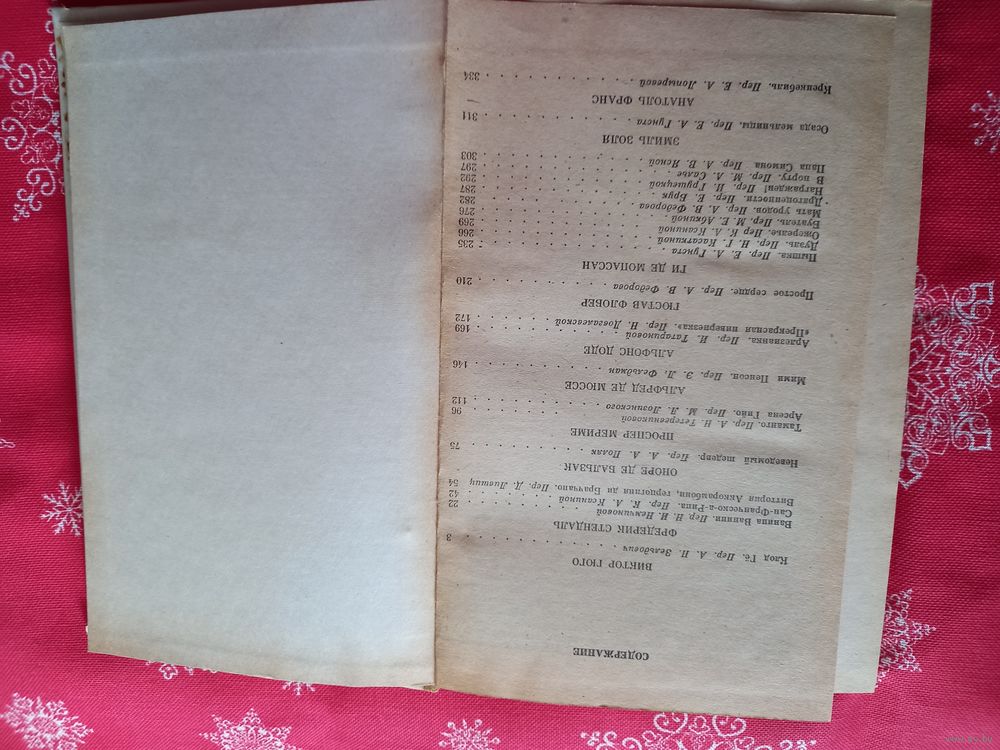 СОДЕРЖАНИЕ
ВИКТОР ГЮГО
Клод Гё. Пер. А. Н. Зельдович . . . . . . . . . 3
ФРЕДЕРИК СТЕНДАЛЬ
Ванина Ванини. Пер. Н. И. Немчиновой . . . . . . 22
Сан-Франческо-а-Рипа. Пер. К. А. Ксаниной . . . . . 42
Виттория Аккорамбони, герцогиня ди Браччано. Пер. Д. Лившиц 54
ОНОРЕ ДЕ БАЛЬЗАК
Неведомый шедевр. Пер. А. А. Поляк . . . . . . . 75
ПРОСПЕР МЕРИМЕ
Таманго. Пер. А. Н. Тетеревниковой . . . . . . . 96
Арсена Гийо. Пер. М. Л. Лозинского . . . . . . . 112
АЛЬФРЕД ДЕ МЮССЕ
Мими Пенсон. Пер. Э. Л. Фельдман . . . . . . . . 146
АЛЬФОНС ДОДЕ
Арлезианка. Пер. И. Татариновой . . . . . . . . 169
«Прекрасная нивернезка». Пер. Н. Довгалевской . . . . 172
ГЮСТАВ ФЛОБЕР
Простое сердце. Пер. А. В. Федорова . . . . . . . 210
ГИ ДЕ МОПАССАН
Пышка. Пер. Е. А. Гунста . . . . . . . . . . 235
Дуэль. Пер. Н. Г. Касаткиной . . . . . . . . . 266
Ожерелье. Пер. К. А. Ксаниной . . . . . . . . . 269
Буатель. Пер. М. Е. Абкиной . . . . . . . . . 276
Мать уродов. Пер. А. В. Федорова . . . . . . . . 282
Драгоценности. Пер. Е. Брук . . . . . . . . . 287
Награжден! Пер. И. Грушецкой . . . . . . . . . 292
В порту. Пер. М. А. Салье . . . . . . . . . . 297
Папа Симона. Пер. А. В. Ясной . . . . . . . . . 303
ЭМИЛЬ ЗОЛЯ
Осада мельницы. Пер. Е. А. Гунста . . . . . . . . 311
АНАТОЛЬ ФРАНС
Кренкебиль. Пер. Е. А. Лопыревой . . . . . . . . 334